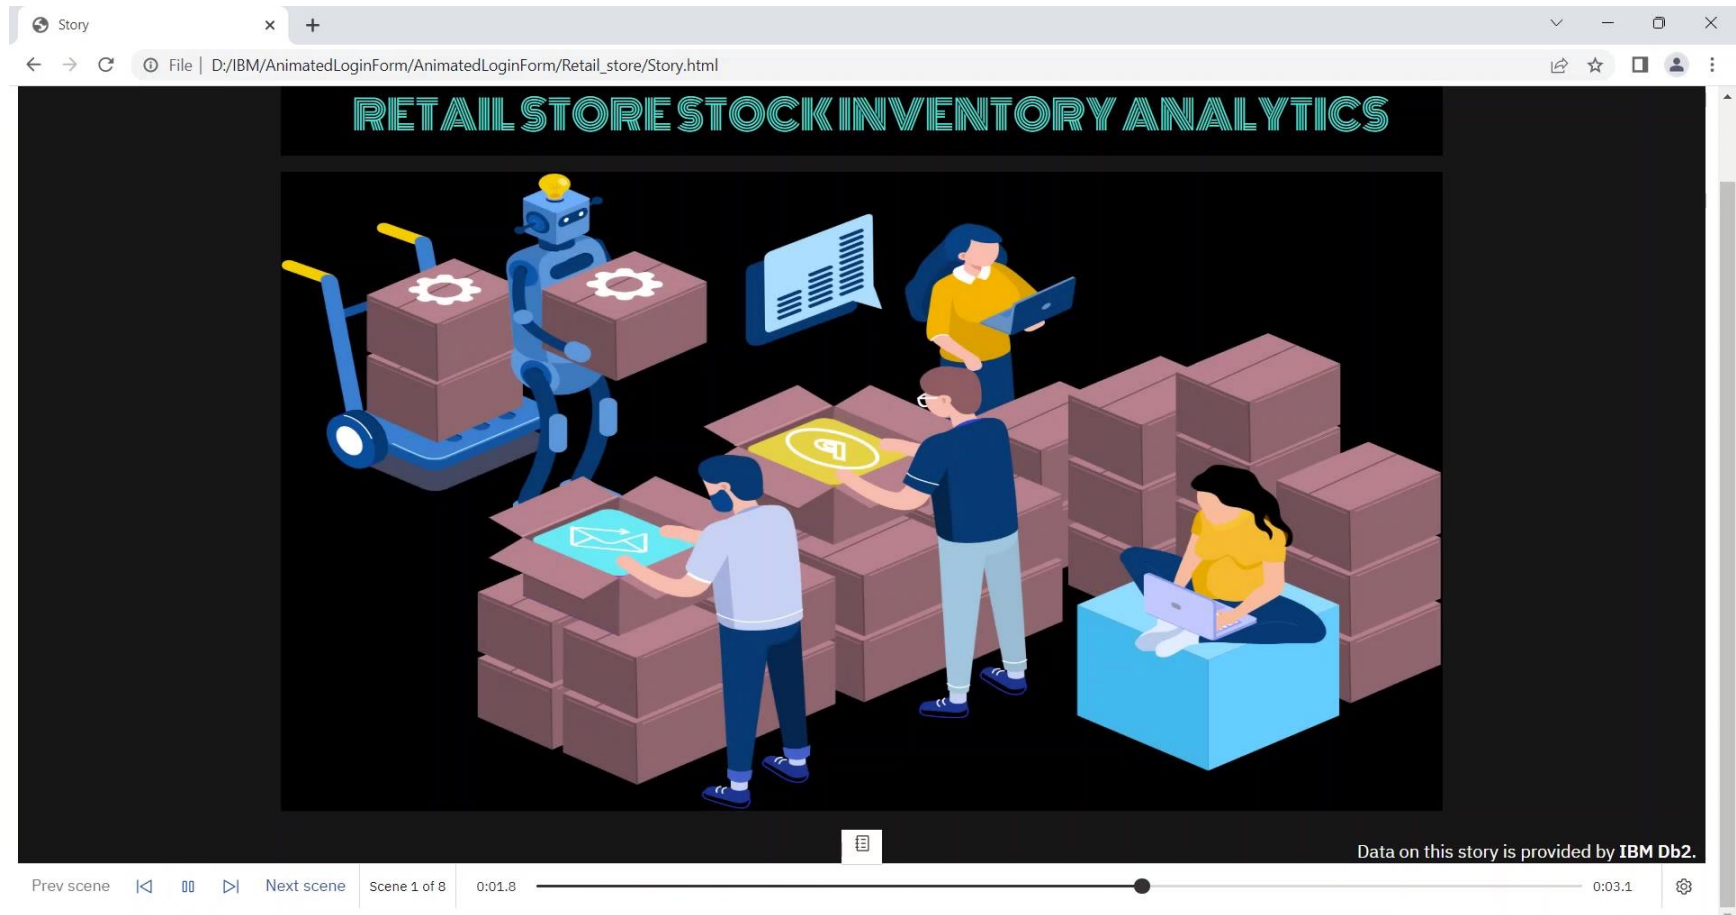 Story
File | D:/IBM/AnimatedLoginForm/AnimatedLoginForm/Retail_store/Story.html
RETAIL STORE STOCK INVENTORY ANALYTICS
Data on this story is provided by IBM Db2.
Prev scene Next scene Scene 1 of 8 0:01.8 0:03.1